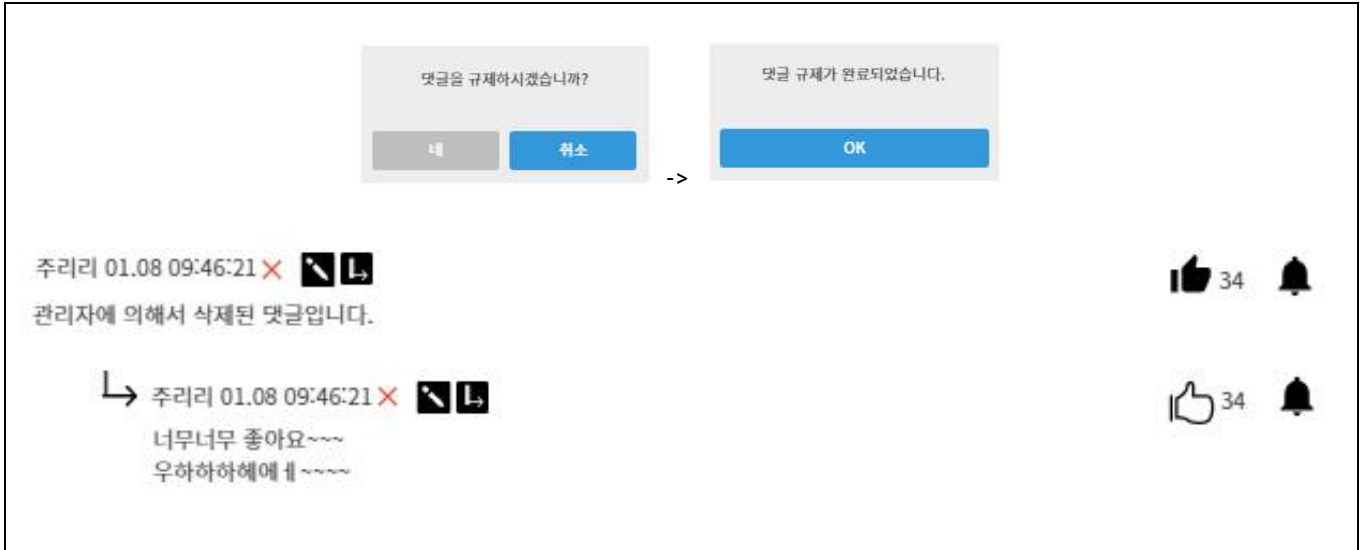 댓글을 규제하시겠습니까?
네 취소
->
댓글 규제가 완료되었습니다.
OK
주리리 01.08 09:46:21
34
관리자에 의해서 삭제된 댓글입니다.
주리리 01.08 09:46:21
34
너무너무 좋아요~~~
우하하하헤에ㅔ~~~~